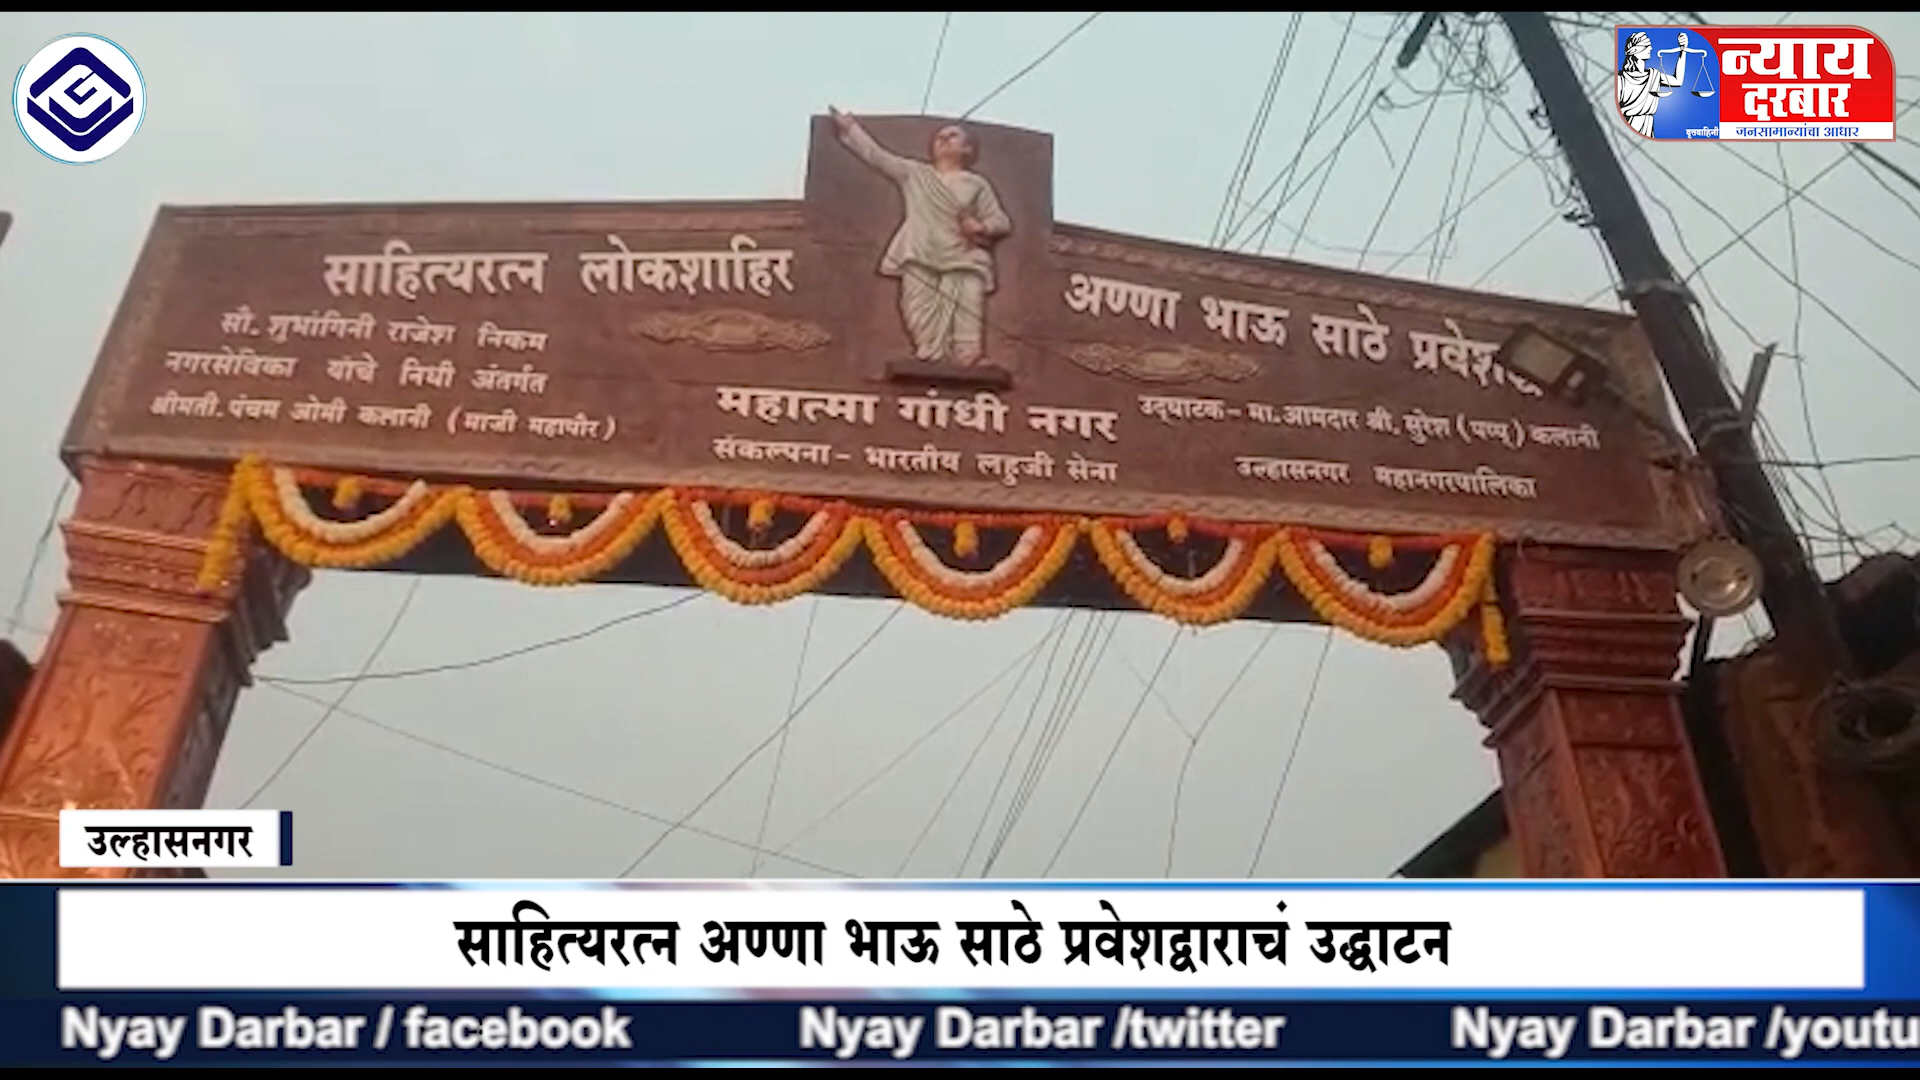 न्याय
दरबार
वृत्तवाहिनी
जनसामान्यांचा आधार
साहित्यरत्न लोकशाहिर
अण्णा भाऊ साठे
सौ. शुभांगिनी राजेश निकम
नगरसेविका यांचे निधी अंतर्गत
श्रीमती. पंचम ओमी कलानी (माजी महापौर)
महात्मा गांधी नगर
संकल्पना - भारतीय लहुजी सेना
उद्घाटक - मा. आमदार श्री. सुरेश (पप्पू) कलानी
उल्हासनगर महानगरपालिका
उल्हासनगर
साहित्यरत्न अण्णा भाऊ साठे प्रवेशद्वाराचं उद्धाटन
Nyay Darbar / facebook Nyay Darbar /twitter Nyay Darbar /youtu